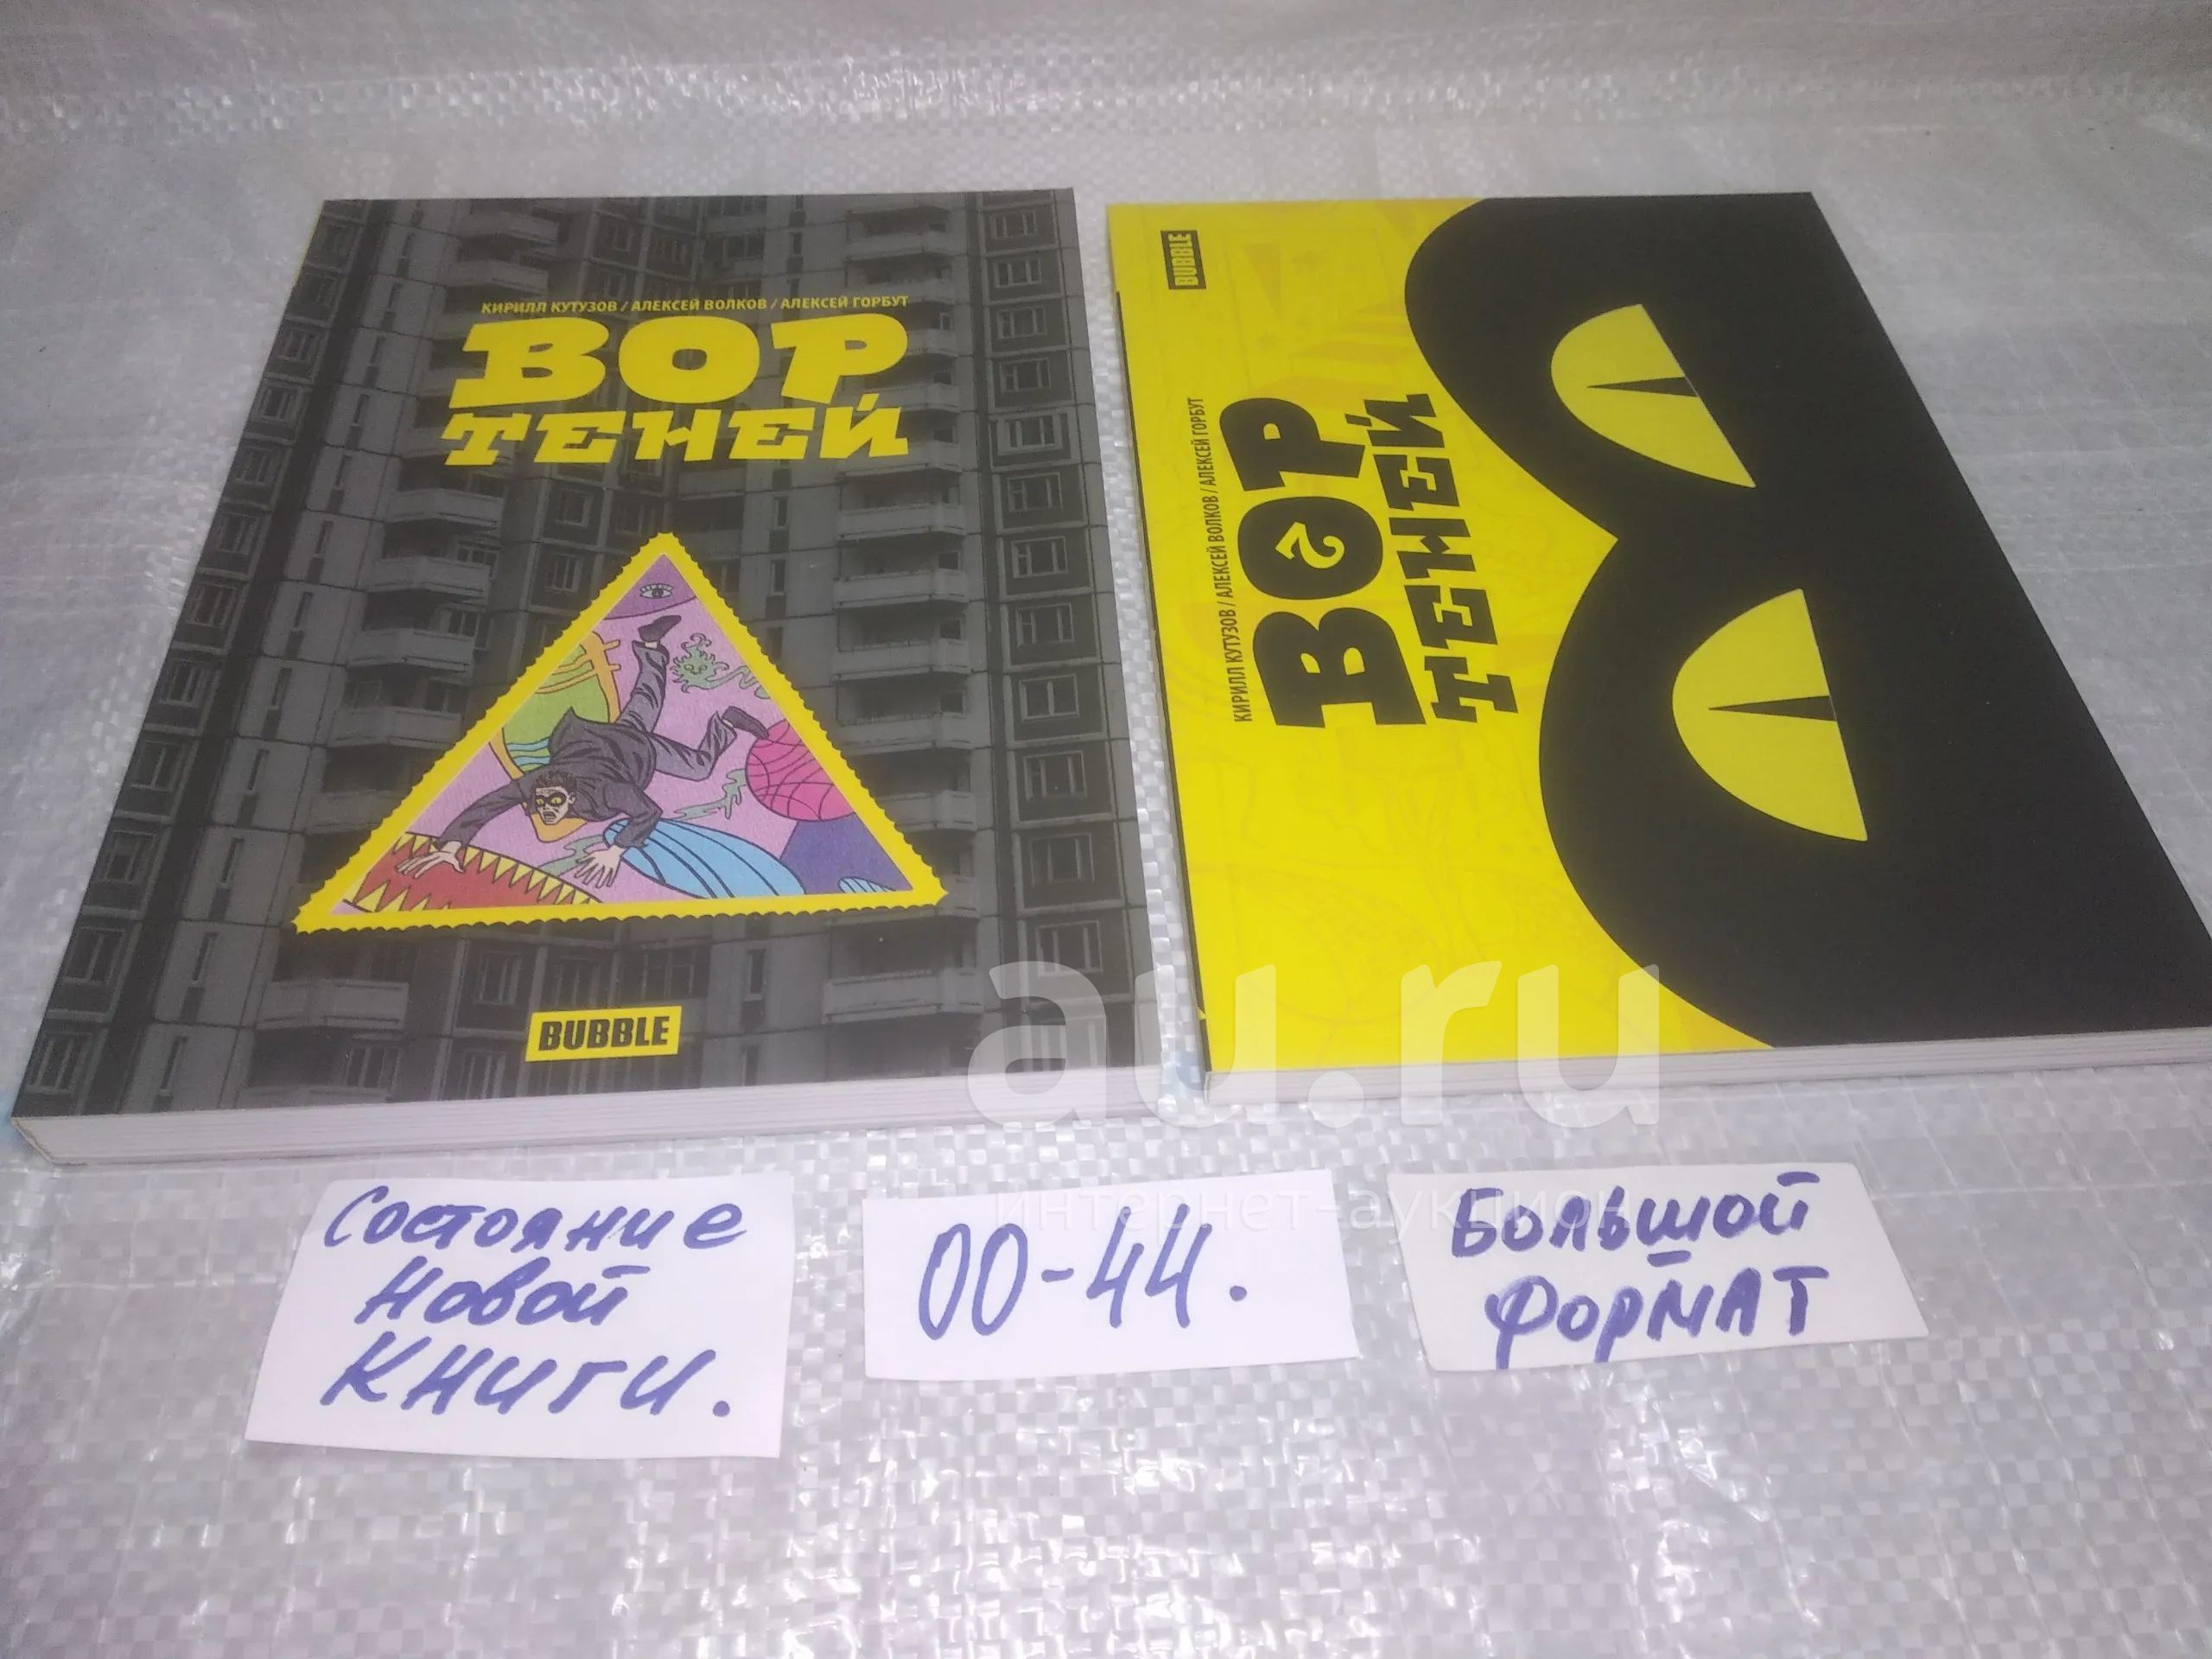 КИРИЛЛ КУТУЗОВ / АЛЕКСЕЙ ВОЛКОВ / АЛЕКСЕЙ ГОРБУТ
ВОР
ТЕНЕЙ
BUBBLE
BUBBLE
КИРИЛЛ КУТУЗОВ / АЛЕКСЕЙ ВОЛКОВ / АЛЕКСЕЙ ГОРБУТ
ВОР
2
ТЕНЕЙ
au.ru
интернет-аукцион
Состояние
новой
книги.
00-44.
Большой
формат